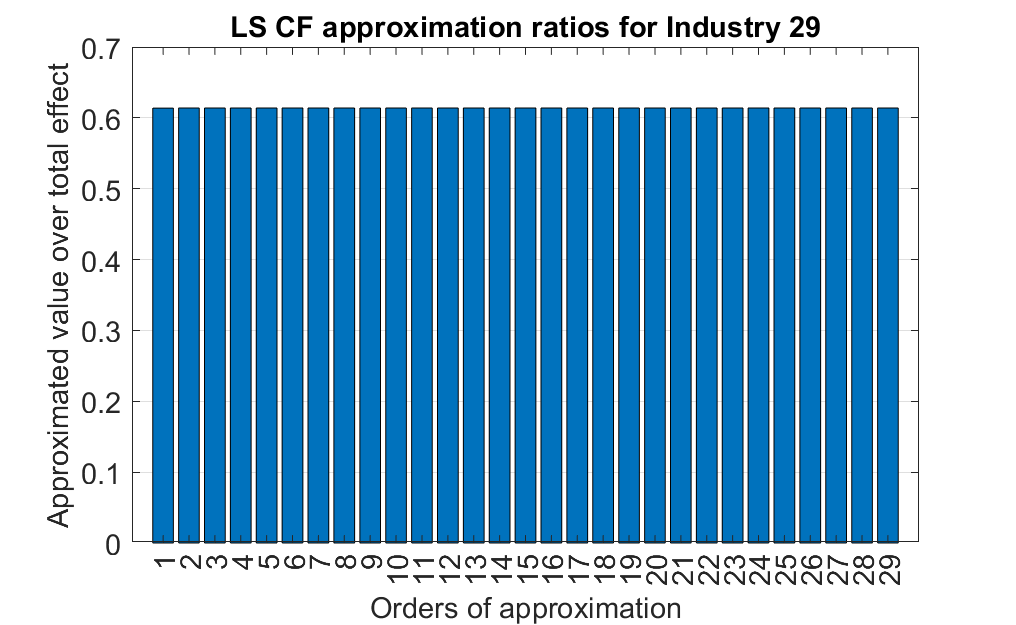 LS CF approximation ratios for Industry 29
Approximated value over total effect
0.7
0.6
0.5
0.4
0.3
0.2
0.1
0
1 2 3 4 5 6 7 8 9 10 11 12 13 14 15 16 17 18 19 20 21 22 23 24 25 26 27 28 29
Orders of approximation